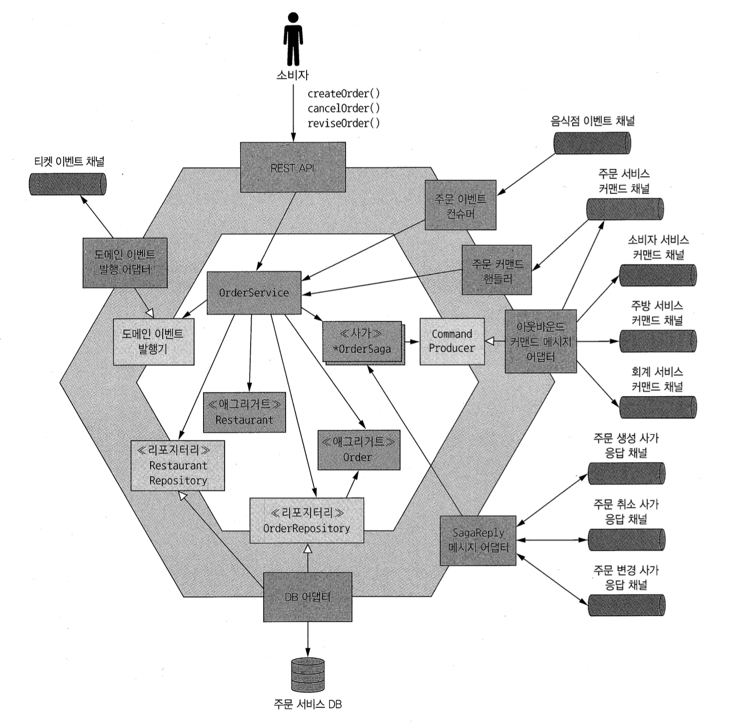 소비자
createOrder()
cancelOrder()
reviseOrder()
음식점 이벤트 채널
티켓 이벤트 채널
REST API
주문 서비스
커맨드 채널
주문 이벤트
컨슈머
도메인 이벤트
발행 어댑터
주문 커맨드
핸들러
소비자 서비스
커맨드 채널
OrderService
도메인 이벤트
발행기
≪사가≫
*OrderSaga
Command
Producer
아웃바운드
커맨드 메시지
어댑터
주방 서비스
커맨드 채널
회계 서비스
커맨드 채널
≪애그리거트≫
Restaurant
≪애그리거트≫
Order
≪리포지터리≫
Restaurant
Repository
주문 생성 사가
응답 채널
≪리포지터리≫
OrderRepository
SagaReply
메시지 어댑터
주문 취소 사가
응답 채널
주문 변경 사가
응답 채널
DB 어댑터
주문 서비스 DB